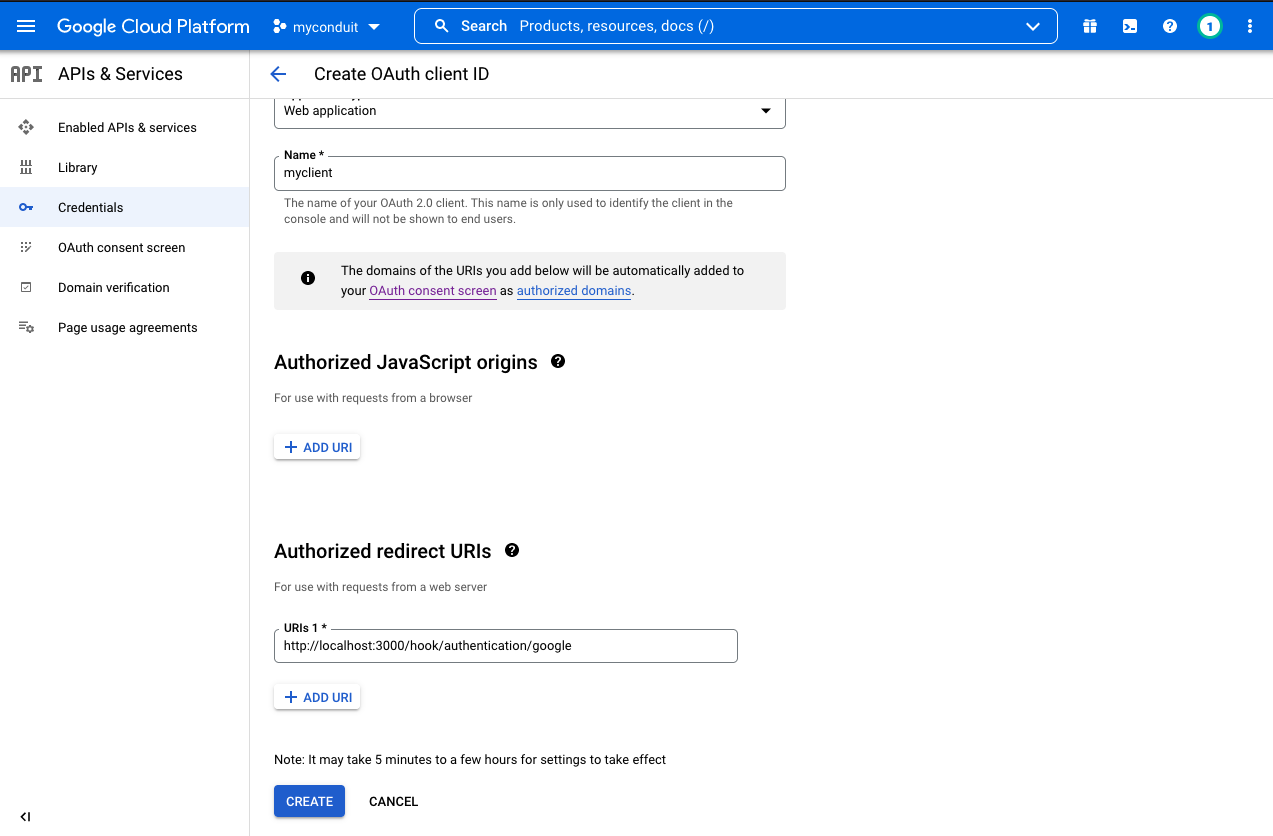 Google Cloud Platform
myconduit
Search Products, resources, docs (/)
1
API APIs & Services
Create OAuth client ID
Enabled APIs & services
Library
Credentials
OAuth consent screen
Domain verification
Page usage agreements
Web application
Name *
myclient
The name of your OAuth 2.0 client. This name is only used to identify the client in the
console and will not be shown to end users.
The domains of the URIs you add below will be automatically added to
your OAuth consent screen as authorized domains.
Authorized JavaScript origins
For use with requests from a browser
ADD URI
Authorized redirect URIs
For use with requests from a web server
URIs 1 *
http://localhost:3000/hook/authentication/google
ADD URI
Note: It may take 5 minutes to a few hours for settings to take effect
CREATE
CANCEL